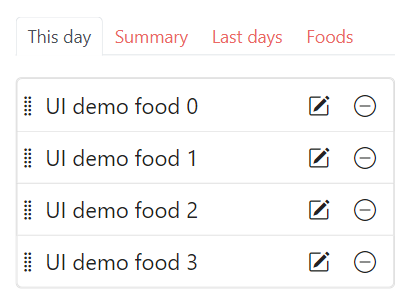 This day Summary Last days Foods
UI demo food 0
UI demo food 1
UI demo food 2
UI demo food 3